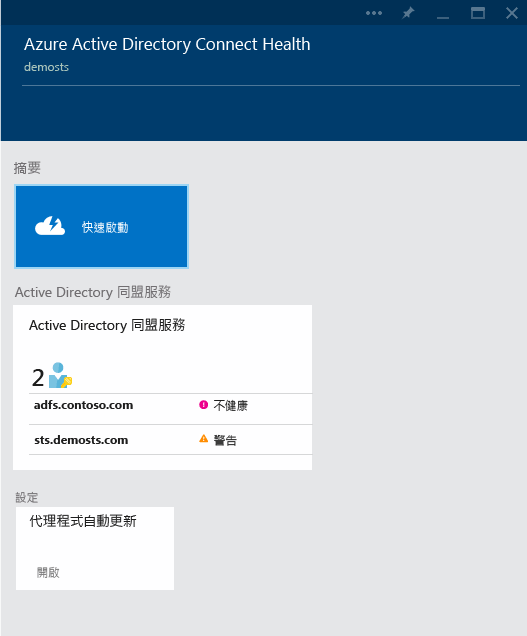 Azure Active Directory Connect Health
demosts
摘要
快速啟動
Active Directory 同盟服務
Active Directory 同盟服務
2
adfs.contoso.com 不健康
sts.demosts.com 警告
設定
代理程式自動更新
開啟